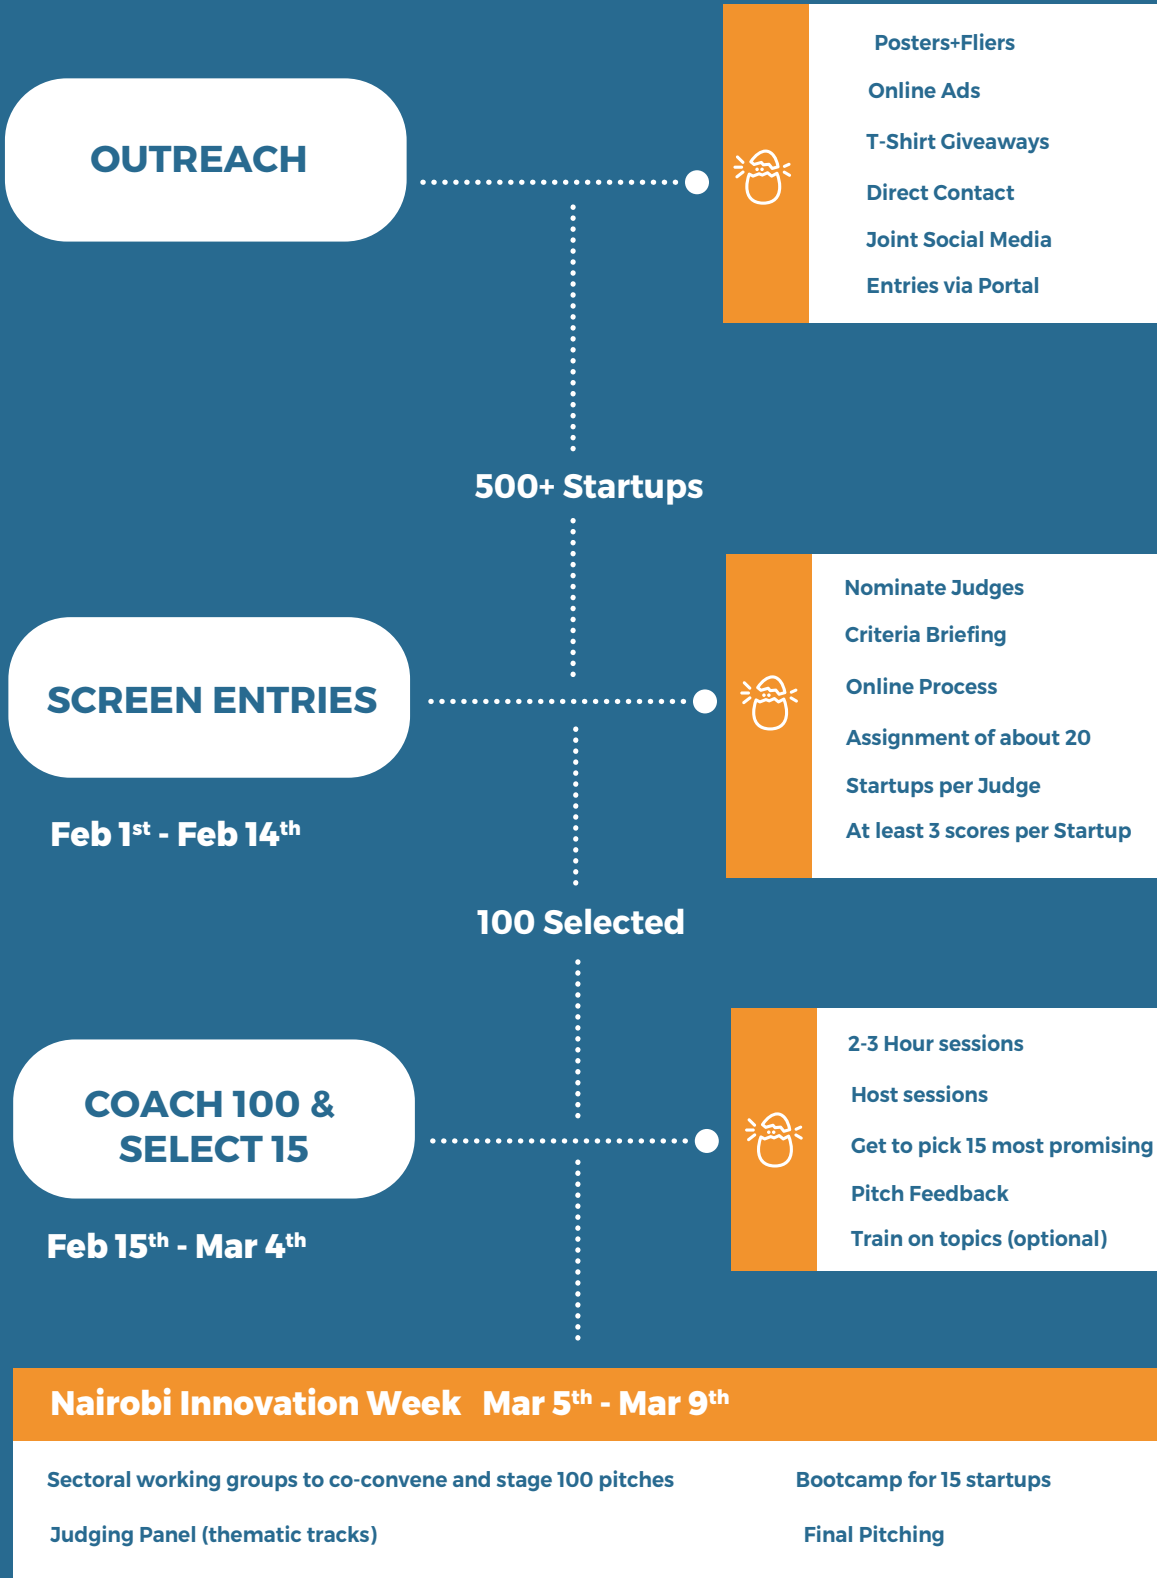 OUTREACH
Posters+Fliers
Online Ads
T-Shirt Giveaways
Direct Contact
Joint Social Media
Entries via Portal
500+ Startups
SCREEN ENTRIES
Feb 1st - Feb 14th
Nominate Judges
Criteria Briefing
Online Process
Assignment of about 20
Startups per Judge
At least 3 scores per Startup
100 Selected
COACH 100 &
SELECT 15
Feb 15th - Mar 4th
2-3 Hour sessions
Host sessions
Get to pick 15 most promising
Pitch Feedback
Train on topics (optional)
Nairobi Innovation Week Mar 5th - Mar 9th
Sectoral working groups to co-convene and stage 100 pitches
Judging Panel (thematic tracks)
Bootcamp for 15 startups
Final Pitching